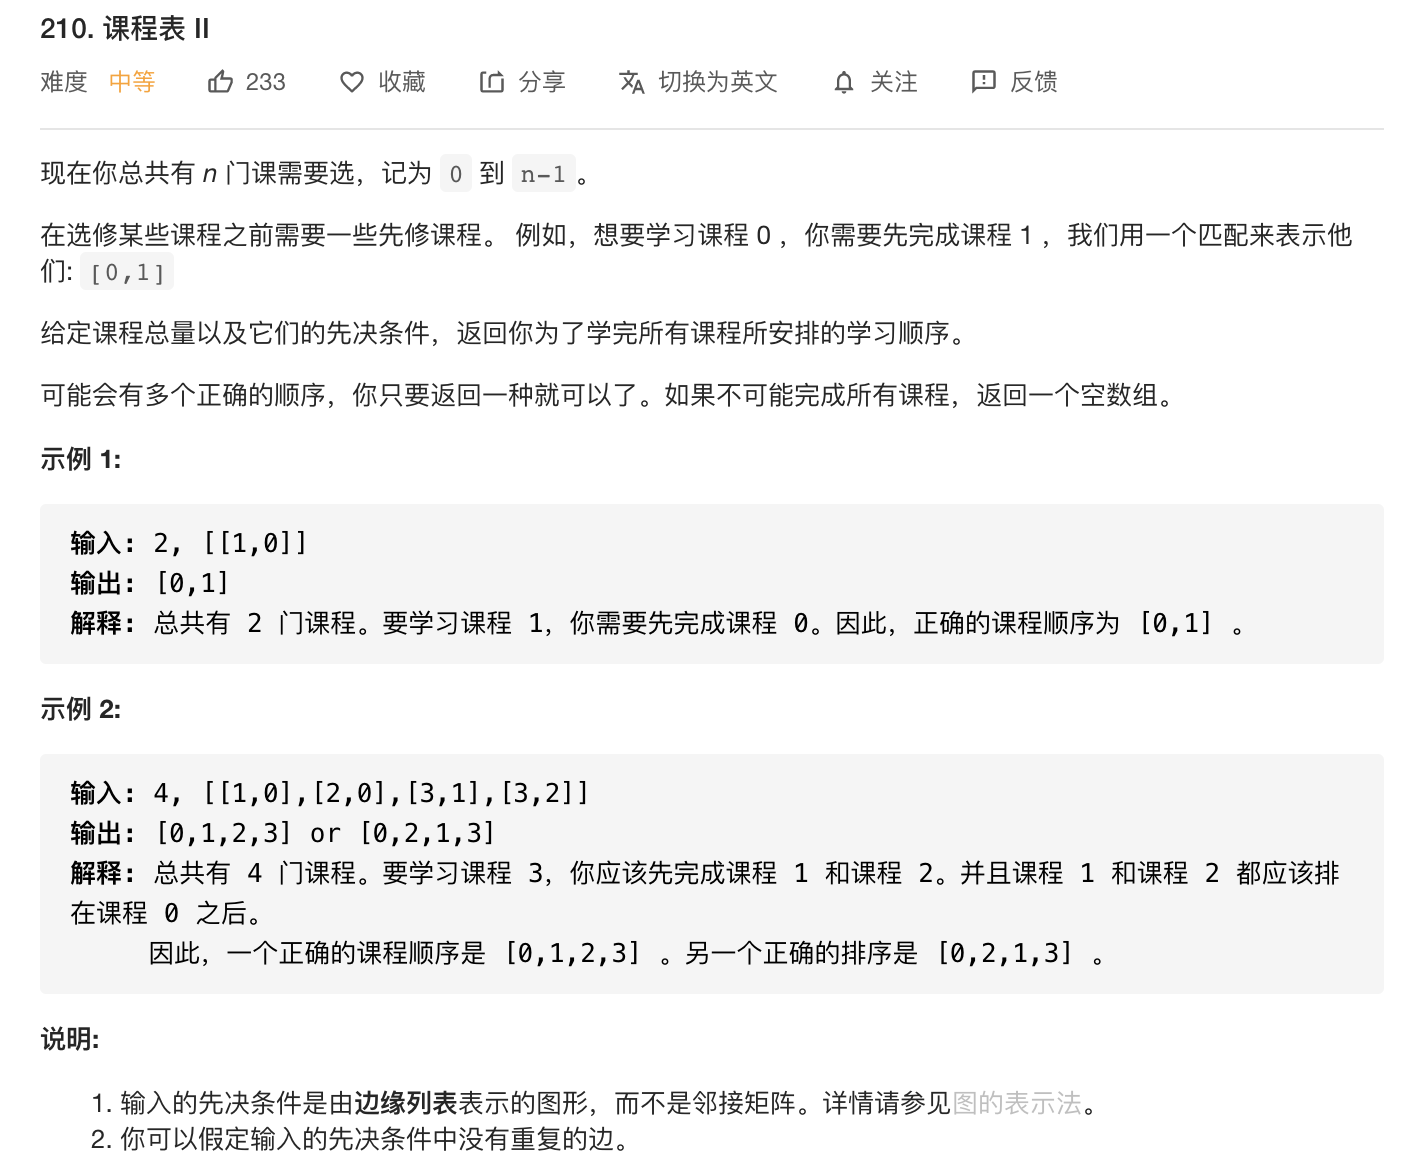 210. 课程表 II
难度 中等 233 收藏 分享 切换为英文 关注 反馈
现在你总共有 n 门课需要选，记为 0 到 n-1。
在选修某些课程之前需要一些先修课程。 例如，想要学习课程 0 ，你需要先完成课程 1 ，我们用一个匹配来表示他
们: [0,1]
给定课程总量以及它们的先决条件，返回你为了学完所有课程所安排的学习顺序。
可能会有多个正确的顺序，你只要返回一种就可以了。如果不可能完成所有课程，返回一个空数组。
示例 1:
输入: 2, [[1,0]]
输出: [0,1]
解释: 总共有 2 门课程。要学习课程 1，你需要先完成课程 0。因此，正确的课程顺序为 [0,1] 。
示例 2:
输入: 4, [[1,0],[2,0],[3,1],[3,2]]
输出: [0,1,2,3] or [0,2,1,3]
解释: 总共有 4 门课程。要学习课程 3，你应该先完成课程 1 和课程 2。并且课程 1 和课程 2 都应该排
在课程 0 之后。
因此，一个正确的课程顺序是 [0,1,2,3] 。另一个正确的排序是 [0,2,1,3] 。
说明:
1. 输入的先决条件是由边缘列表表示的图形，而不是邻接矩阵。详情请参见图的表示法。
2. 你可以假定输入的先决条件中没有重复的边。